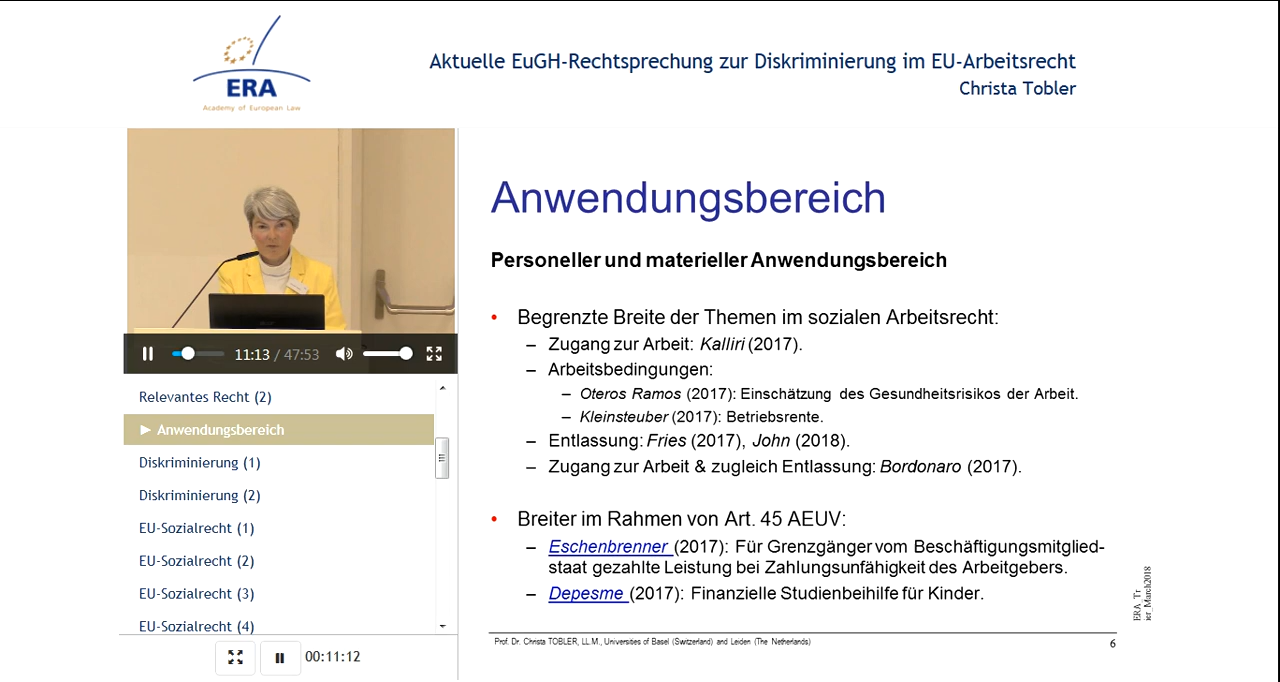 ERA
Academy of European Law
Aktuelle EuGH-Rechtsprechung zur Diskriminierung im EU-Arbeitsrecht
Christa Tobler
11:13 / 47:53
Relevantes Recht (2)
► Anwendungsbereich
Diskriminierung (1)
Diskriminierung (2)
EU-Sozialrecht (1)
EU-Sozialrecht (2)
EU-Sozialrecht (3)
EU-Sozialrecht (4)
00:11:12
Anwendungsbereich
Personeller und materieller Anwendungsbereich
• Begrenzte Breite der Themen im sozialen Arbeitsrecht:
– Zugang zur Arbeit: Kalliri (2017).
– Arbeitsbedingungen:
– Oteros Ramos (2017): Einschätzung des Gesundheitsrisikos der Arbeit.
– Kleinsteuber (2017): Betriebsrente.
– Entlassung: Fries (2017), John (2018).
– Zugang zur Arbeit & zugleich Entlassung: Bordonaro (2017).
• Breiter im Rahmen von Art. 45 AEUV:
– Eschenbrenner (2017): Für Grenzgänger vom Beschäftigungsmitglied-
staat gezahlte Leistung bei Zahlungsunfähigkeit des Arbeitgebers.
– Depesme (2017): Finanzielle Studienbeihilfe für Kinder.
ERA_Tr
ier_March2018
Prof. Dr. Christa TOBLER, LL.M., Universities of Basel (Switzerland) and Leiden (The Netherlands)
6